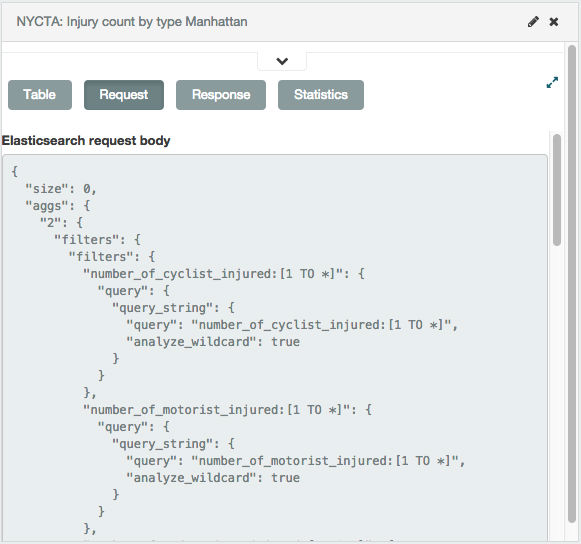 NYCTA: Injury count by type Manhattan
Table Request Response Statistics
Elasticsearch request body
{
  "size": 0,
  "aggs": {
    "2": {
      "filters": {
        "filters": {
          "number_of_cyclist_injured:[1 TO *]": {
            "query": {
              "query_string": {
                "query": "number_of_cyclist_injured:[1 TO *]",
                "analyze_wildcard": true
              }
            }
          },
          "number_of_motorist_injured:[1 TO *]": {
            "query": {
              "query_string": {
                "query": "number_of_motorist_injured:[1 TO *]",
                "analyze_wildcard": true
              }
            }
          },